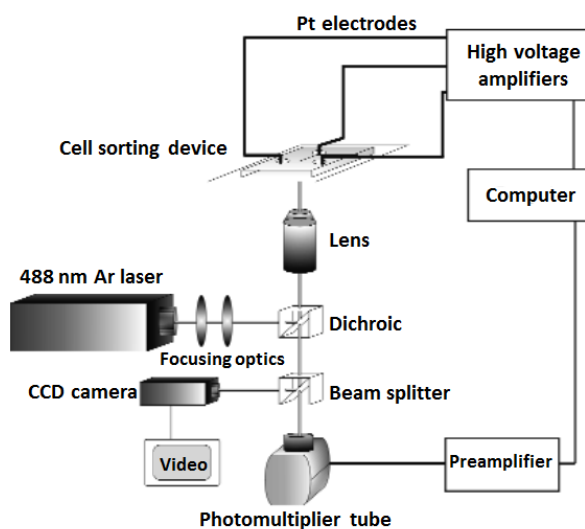 Pt electrodes
High voltage
amplifiers
Cell sorting device
Computer
Lens
488 nm Ar laser
Dichroic
Focusing optics
CCD camera
Beam splitter
Video
Preamplifier
Photomultiplier tube